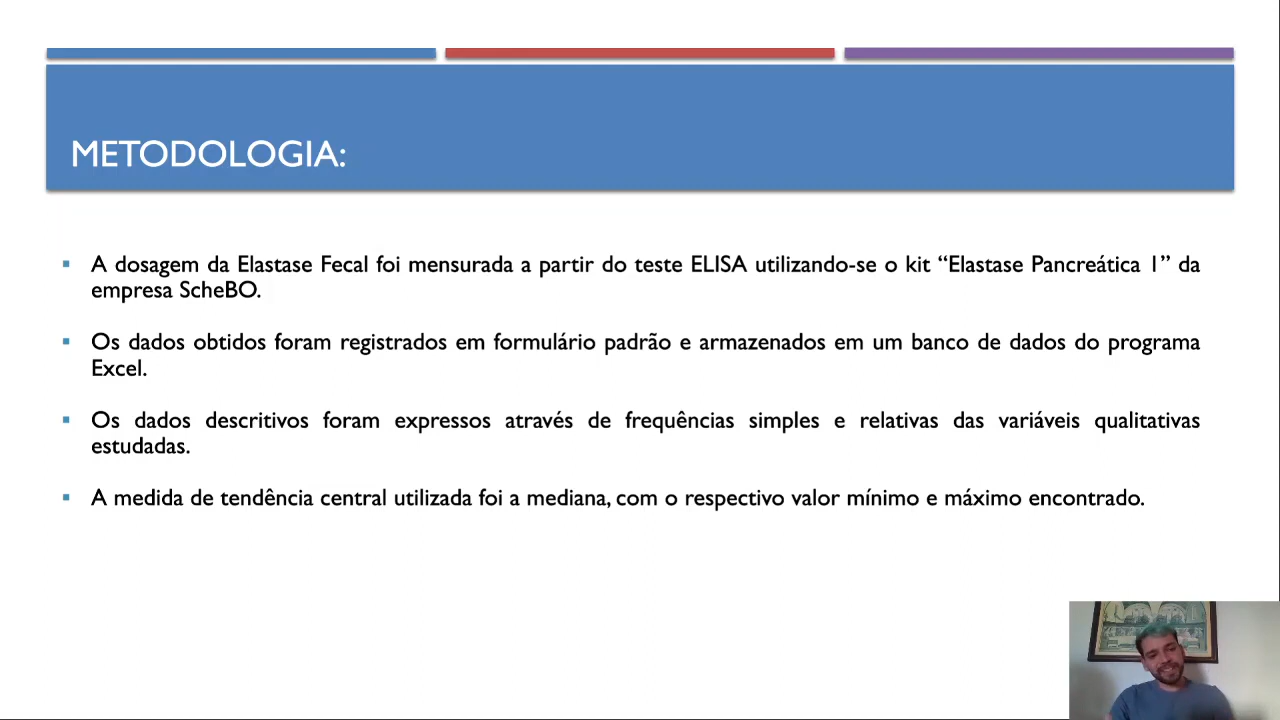 METODOLOGIA:
A dosagem da Elastase Fecal foi mensurada a partir do teste ELISA utilizando-se o kit “Elastase Pancreática 1” da
empresa ScheBO.
Os dados obtidos foram registrados em formulário padrão e armazenados em um banco de dados do programa
Excel.
Os dados descritivos foram expressos através de frequências simples e relativas das variáveis qualitativas
estudadas.
A medida de tendência central utilizada foi a mediana, com o respectivo valor mínimo e máximo encontrado.